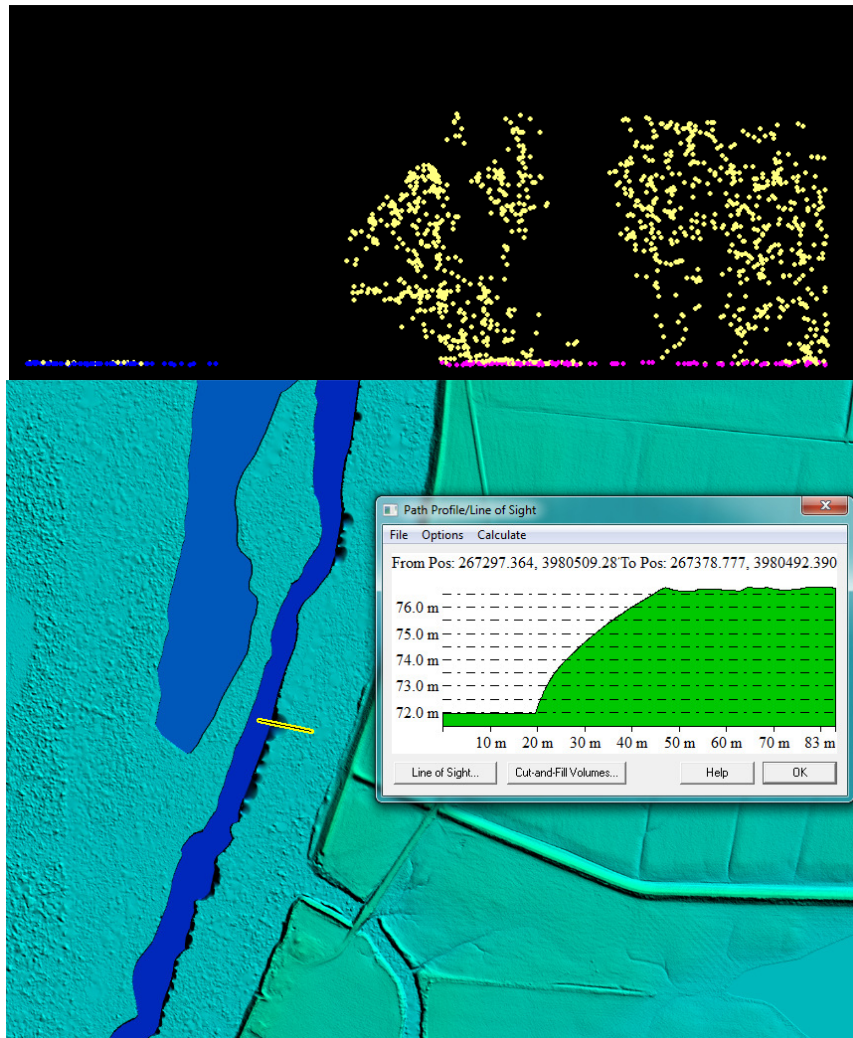 Path Profile/Line of Sight
File Options Calculate
From Pos: 267297.364, 3980509.28"To Pos: 267378.777, 3980492.390
76.0 m
75.0 m
74.0 m
73.0 m
72.0 m
10 m 20 m 30 m 40 m 50 m 60 m 70 m 83 m
Line of Sight... Cut-and-Fill Volumes... Help OK